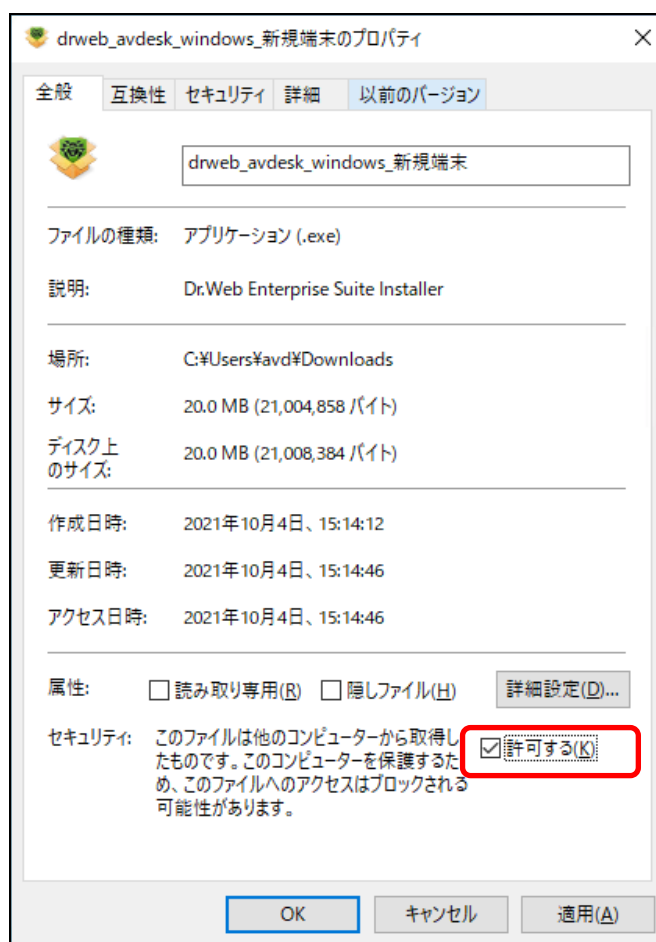 drweb_avdesk_windows_新規端末のプロパティ
全般 互換性 セキュリティ 詳細 以前のバージョン
drweb_avdesk_windows_新規端末
ファイルの種類: アプリケーション (.exe)
説明: Dr.Web Enterprise Suite Installer
場所: C:¥Users¥avd¥Downloads
サイズ: 20.0 MB (21,004,858 バイト)
ディスク上
のサイズ: 20.0 MB (21,008,384 バイト)
作成日時: 2021年10月4日、15:14:12
更新日時: 2021年10月4日、15:14:46
アクセス日時: 2021年10月4日、15:14:46
属性: 読み取り専用(R) 隠しファイル(H) 詳細設定(D)...
セキュリティ: このファイルは他のコンピューターから取得し
たものです。このコンピューターを保護するた 許可する(K)
め、このファイルへのアクセスはブロックされる
可能性があります。
OK キャンセル 適用(A)